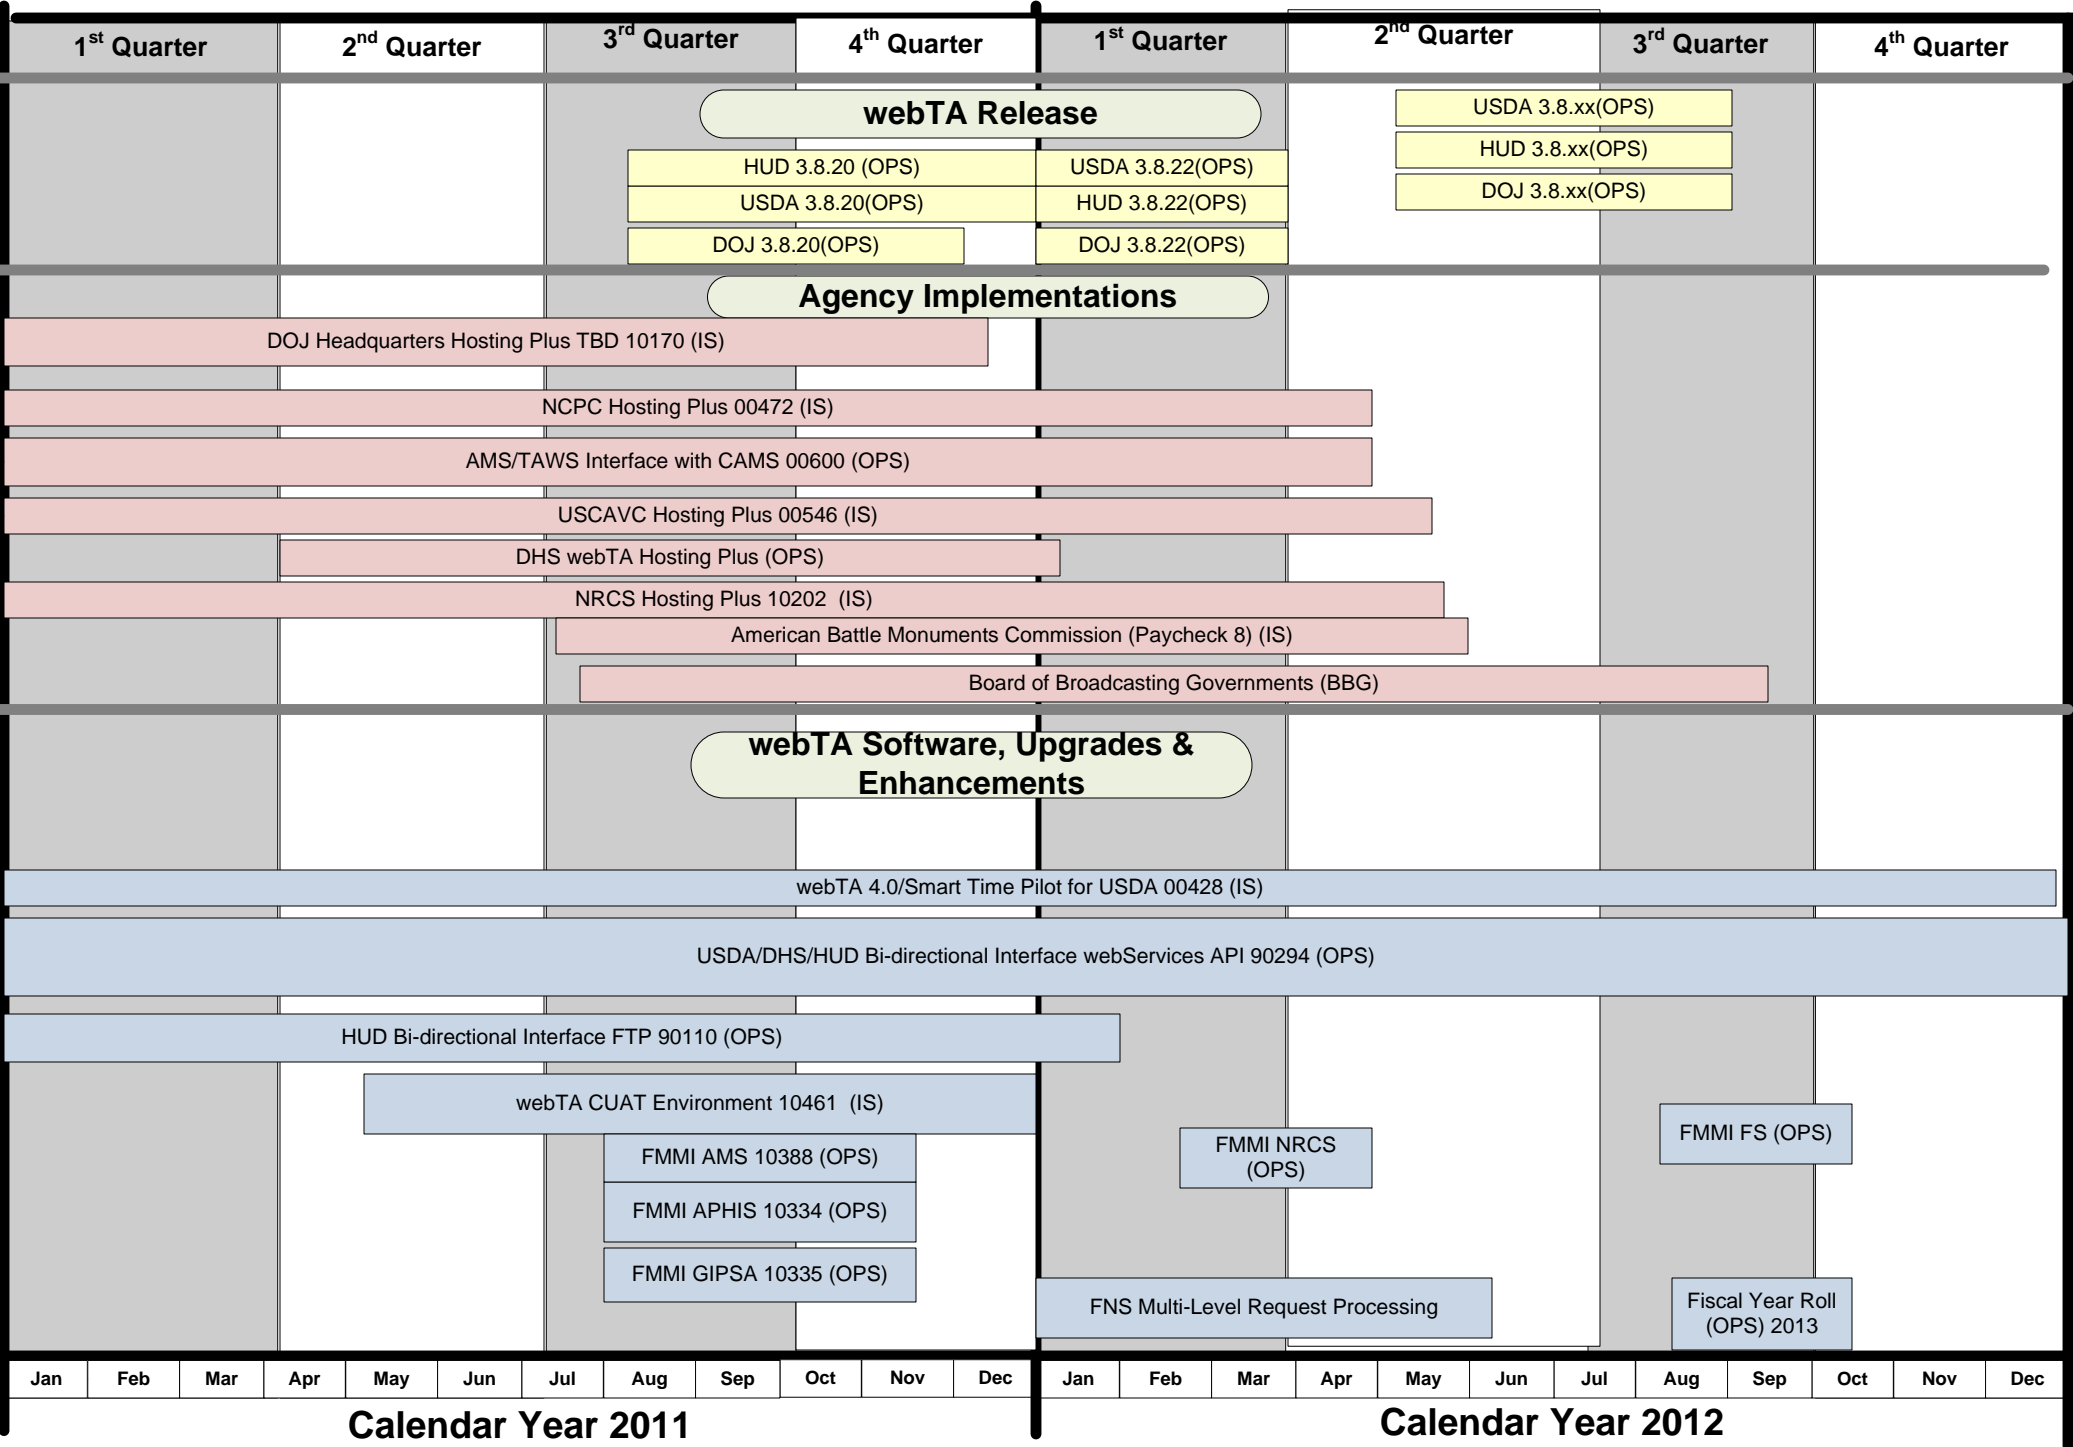 1st Quarter
2nd Quarter
3rd Quarter
4th Quarter
1st Quarter
2nd Quarter
3rd Quarter
4th Quarter
webTA Release
USDA 3.8.xx(OPS)
HUD 3.8.xx(OPS)
DOJ 3.8.xx(OPS)
HUD 3.8.20 (OPS)
USDA 3.8.22(OPS)
USDA 3.8.20(OPS)
HUD 3.8.22(OPS)
DOJ 3.8.20(OPS)
DOJ 3.8.22(OPS)
Agency Implementations
DOJ Headquarters Hosting Plus TBD 10170 (IS)
NCPC Hosting Plus 00472 (IS)
AMS/TAWS Interface with CAMS 00600 (OPS)
USCAVC Hosting Plus 00546 (IS)
DHS webTA Hosting Plus (OPS)
NRCS Hosting Plus 10202  (IS)
American Battle Monuments Commission (Paycheck 8) (IS)
Board of Broadcasting Governments (BBG)
webTA Software, Upgrades &
Enhancements
webTA 4.0/Smart Time Pilot for USDA 00428 (IS)
USDA/DHS/HUD Bi-directional Interface webServices API 90294 (OPS)
HUD Bi-directional Interface FTP 90110 (OPS)
webTA CUAT Environment 10461  (IS)
FMMI AMS 10388 (OPS)
FMMI APHIS 10334 (OPS)
FMMI GIPSA 10335 (OPS)
FMMI NRCS
(OPS)
FMMI FS (OPS)
FNS Multi-Level Request Processing
Fiscal Year Roll
(OPS) 2013
Jan
Feb
Mar
Apr
May
Jun
Jul
Aug
Sep
Oct
Nov
Dec
Jan
Feb
Mar
Apr
May
Jun
Jul
Aug
Sep
Oct
Nov
Dec
Calendar Year 2011
Calendar Year 2012